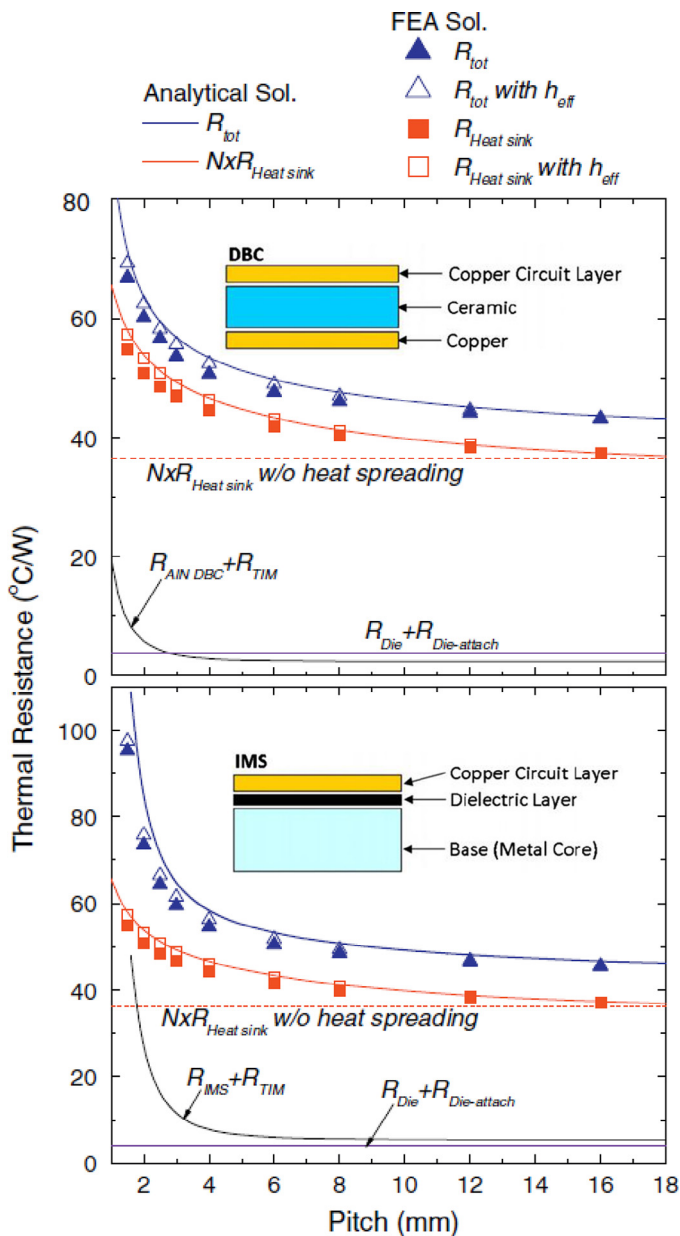 FEA Sol.
R_tot
R_tot with h_eff
R_Heat sink
R_Heat sink with h_eff
Analytical Sol.
R_tot
NxR_Heat sink
80
60
40
20
0
DBC
Copper Circuit Layer
Ceramic
Copper
NxR_Heat sink w/o heat spreading
R_AlN DBC+R_TIM
R_Die+R_Die-attach
Thermal Resistance (°C/W)
100
80
60
40
20
0
IMS
Copper Circuit Layer
Dielectric Layer
Base (Metal Core)
NxR_Heat sink w/o heat spreading
R_IMS+R_TIM
R_Die+R_Die-attach
2 4 6 8 10 12 14 16 18
Pitch (mm)